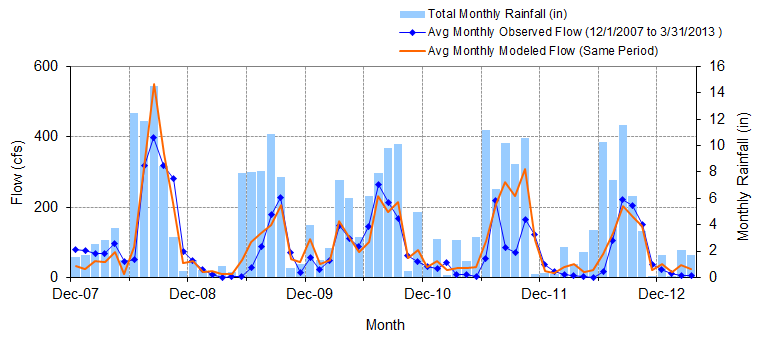 Total Monthly Rainfall (in)
Avg Monthly Observed Flow (12/1/2007 to 3/31/2013 )
Avg Monthly Modeled Flow (Same Period)
600
400
200
0
Flow (cfs)
16
14
12
10
8
6
4
2
0
Monthly Rainfall (in)
Dec-07
Dec-08
Dec-09
Dec-10
Dec-11
Dec-12
Month